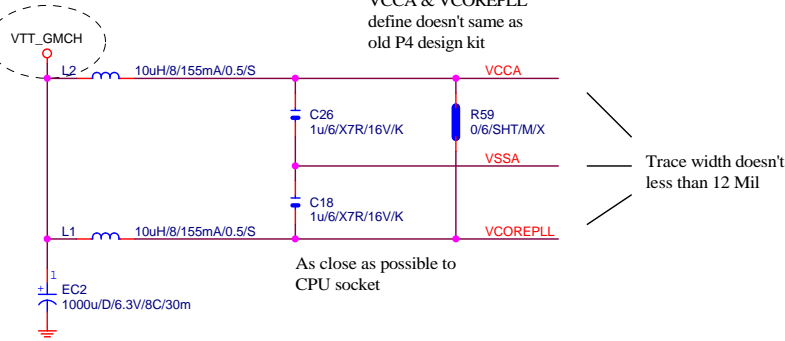 VCCA & VCOREPLL
define doesn't same as
old P4 design kit
VTT_GMCH
L2
10uH/8/155mA/0.5/S
VCCA
C26
1u/6/X7R/16V/K
R59
0/6/SHT/M/X
VSSA
Trace width doesn't
less than 12 Mil
C18
1u/6/X7R/16V/K
L1
10uH/8/155mA/0.5/S
VCOREPLL
As close as possible to
CPU socket
1
+
EC2
1000u/D/6.3V/8C/30m